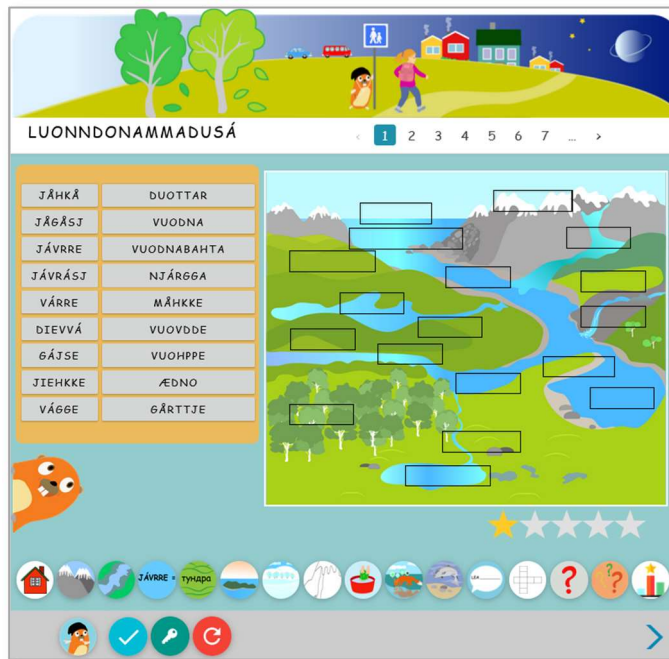 LUONNDONAMMADUSÁ
‹ 1 2 3 4 5 6 7 ... ›
JÅHKÅ DUOTTAR
JÅGÅSJ VUODNA
JÁVRRE VUODNABAHTA
JÁVRÁSJ NJÁRGGA
VÁRRE MÅHKKE
DIEVVÁ VUOVDDE
GÁJSE VUOHPPE
JIEHKKE ÆDNO
VÁGGE GÅRTTJE
JÁVRRE = тундра